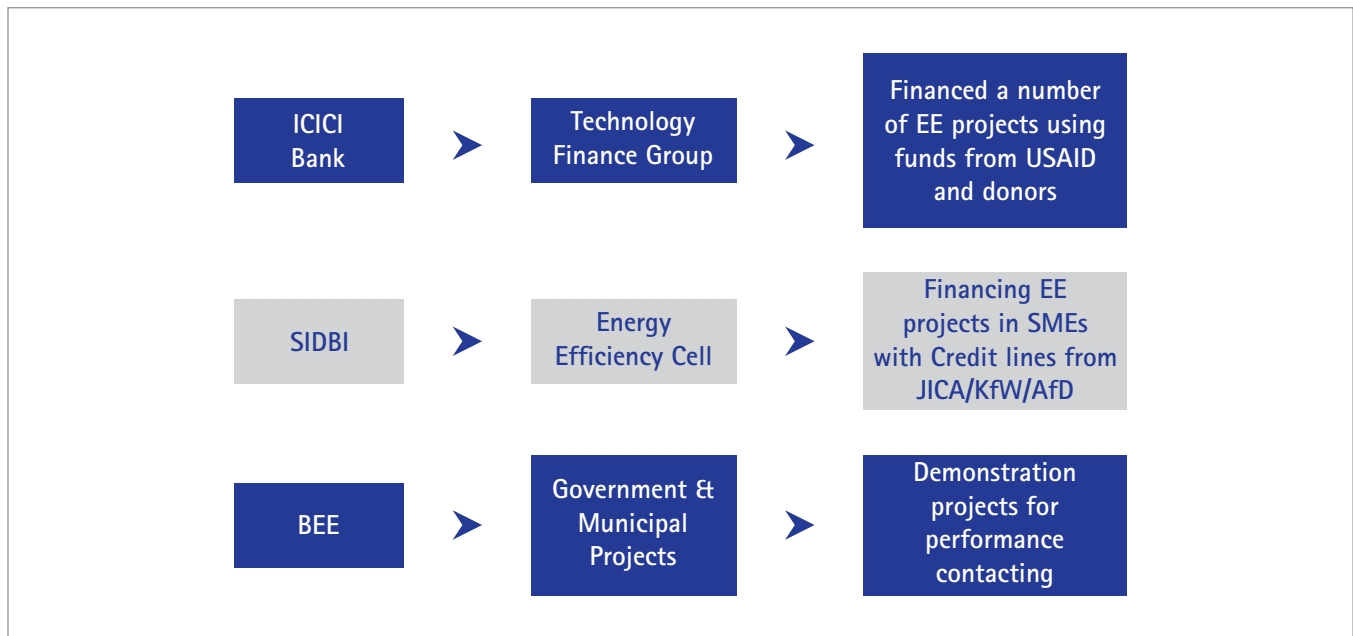 ICICI
Bank
Technology
Finance Group
Financed a number
of EE projects using
funds from USAID
and donors
SIDBI
Energy
Efficiency Cell
Financing EE
projects in SMEs
with Credit lines from
JICA/KfW/AfD
BEE
Government &
Municipal
Projects
Demonstration
projects for
performance
contacting